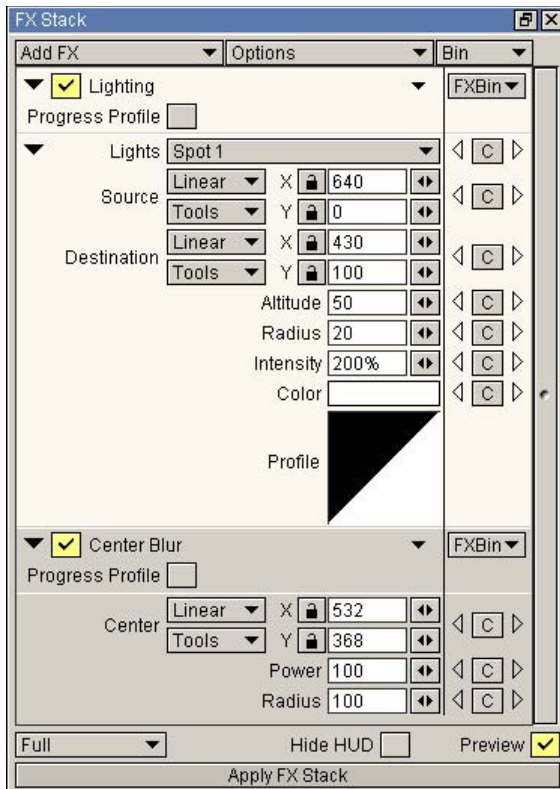 FX Stack
Add FX Options Bin
Lighting FXBin
Progress Profile
Lights Spot 1 C
Source Linear X 640 C
Tools Y 0
Destination Linear X 430 C
Tools Y 100
Altitude 50 C
Radius 20 C
Intensity 200% C
Color C
Profile
Center Blur FXBin
Progress Profile
Center Linear X 532 C
Tools Y 368
Power 100 C
Radius 100 C
Full Hide HUD Preview
Apply FX Stack